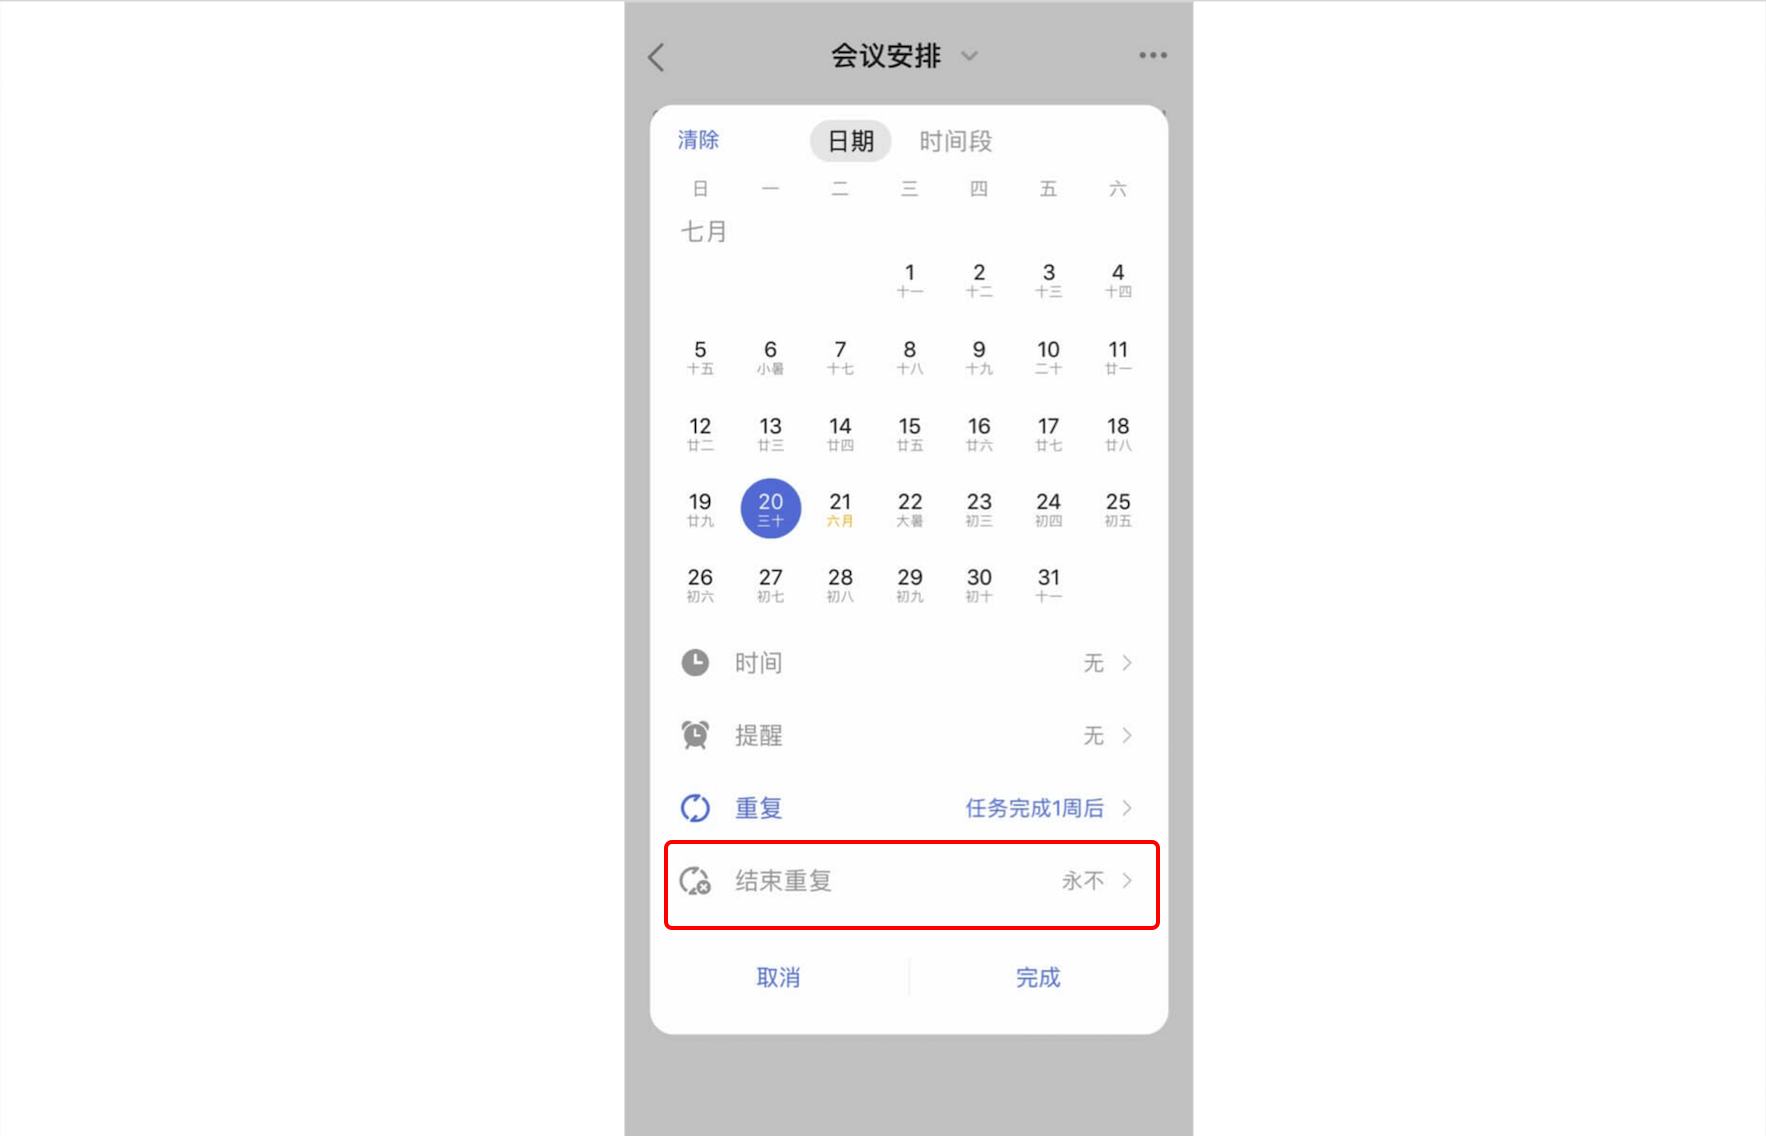 会议安排
清除 日期 时间段
日 一 二 三 四 五 六
七月
1 2 3 4
十一 十二 十三 十四
5 6 7 8 9 10 11
十五 小暑 十七 十八 十九 二十 廿一
12 13 14 15 16 17 18
廿二 廿三 廿四 廿五 廿六 廿七 廿八
19 20 21 22 23 24 25
廿九 三十 六月 大暑 初三 初四 初五
26 27 28 29 30 31
初六 初七 初八 初九 初十 十一
时间 无
提醒 无
重复 任务完成1周后
结束重复 永不
取消 完成